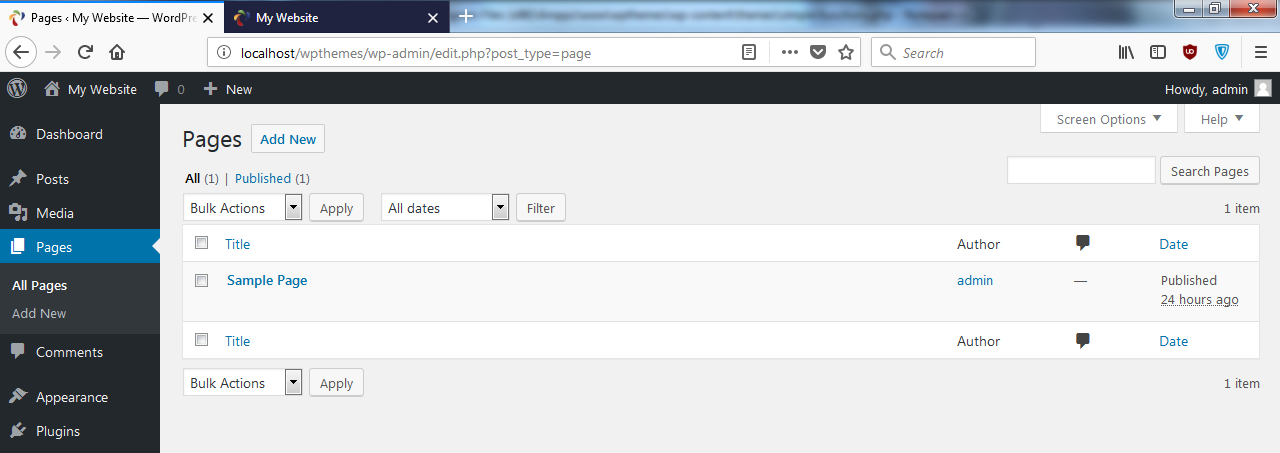 Pages ‹ My Website — WordPre
My Website
localhost/wpthemes/wp-admin/edit.php?post_type=page
Search
My Website
0
New
Howdy, admin
Dashboard
Posts
Media
Pages
All Pages
Add New
Comments
Appearance
Plugins
Screen Options
Help
Pages
Add New
All (1) | Published (1)
Search Pages
Bulk Actions
Apply
All dates
Filter
1 item
Title
Author
Date
Sample Page
admin
—
Published
24 hours ago
Title
Author
Date
Bulk Actions
Apply
1 item